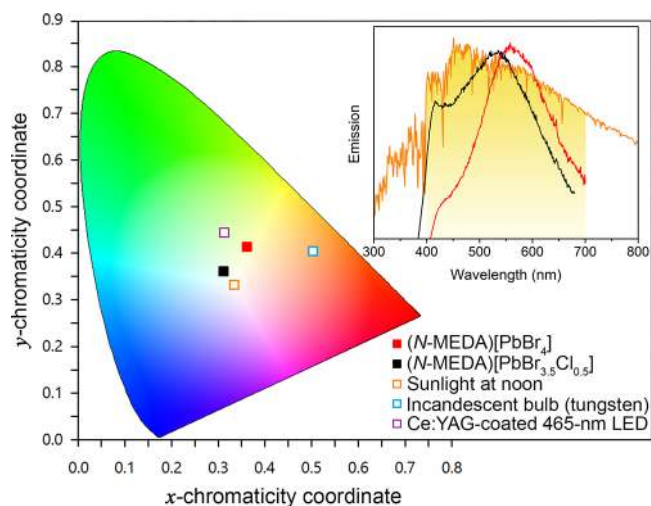 0.9
0.8
0.7
0.6
0.5
0.4
0.3
0.2
0.1
0.0
y-chromaticity coordinate
0.0 0.1 0.2 0.3 0.4 0.5 0.6 0.7 0.8
x-chromaticity coordinate
Emission
300 400 500 600 700 800
Wavelength (nm)
(N-MEDA)[PbBr₄]
(N-MEDA)[PbBr₃.₅Cl₀.₅]
Sunlight at noon
Incandescent bulb (tungsten)
Ce:YAG-coated 465-nm LED